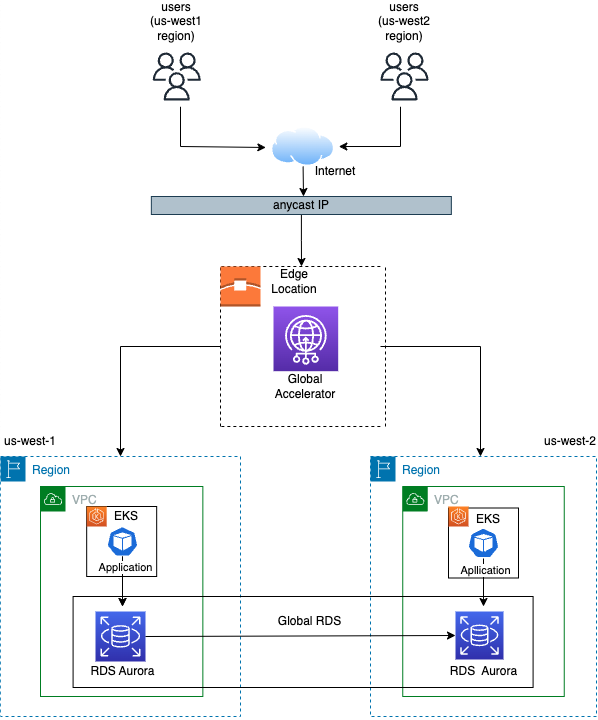 users
(us-west1
region)
users
(us-west2
region)
Internet
anycast IP
Edge
Location
Global
Accelerator
us-west-1
us-west-2
Region
Region
VPC
VPC
EKS
EKS
Application
Apllication
Global RDS
RDS Aurora
RDS Aurora